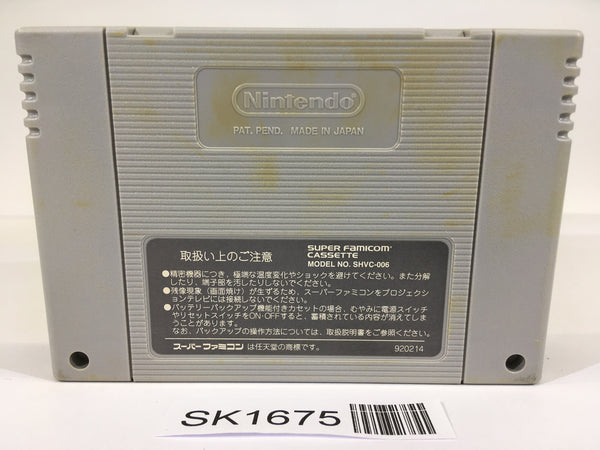 Nintendo
PAT. PEND. MADE IN JAPAN
取扱い上のご注意
SUPER FAMICOM
CASSETTE
MODEL NO. SHVC-006
●精密機器につき，極端な温度変化やショックを避けてください。また分解
したり，端子部を汚したりしないでください。
●残像現象（画面焼け）が生ずるため，スーパーファミコンをプロジェクシ
ョンテレビには接続しないでください。
●バッテリーバックアップ機能付きカセットの場合，むやみに電源スイッチ
やリセットスイッチをON・OFFすると，蓄積されている内容が消えてしま
うことがあります。
なお，バックアップの操作方法については，取扱説明書をご参照ください。
スーパーファミコン は任天堂の商標です。
920214
SK1675